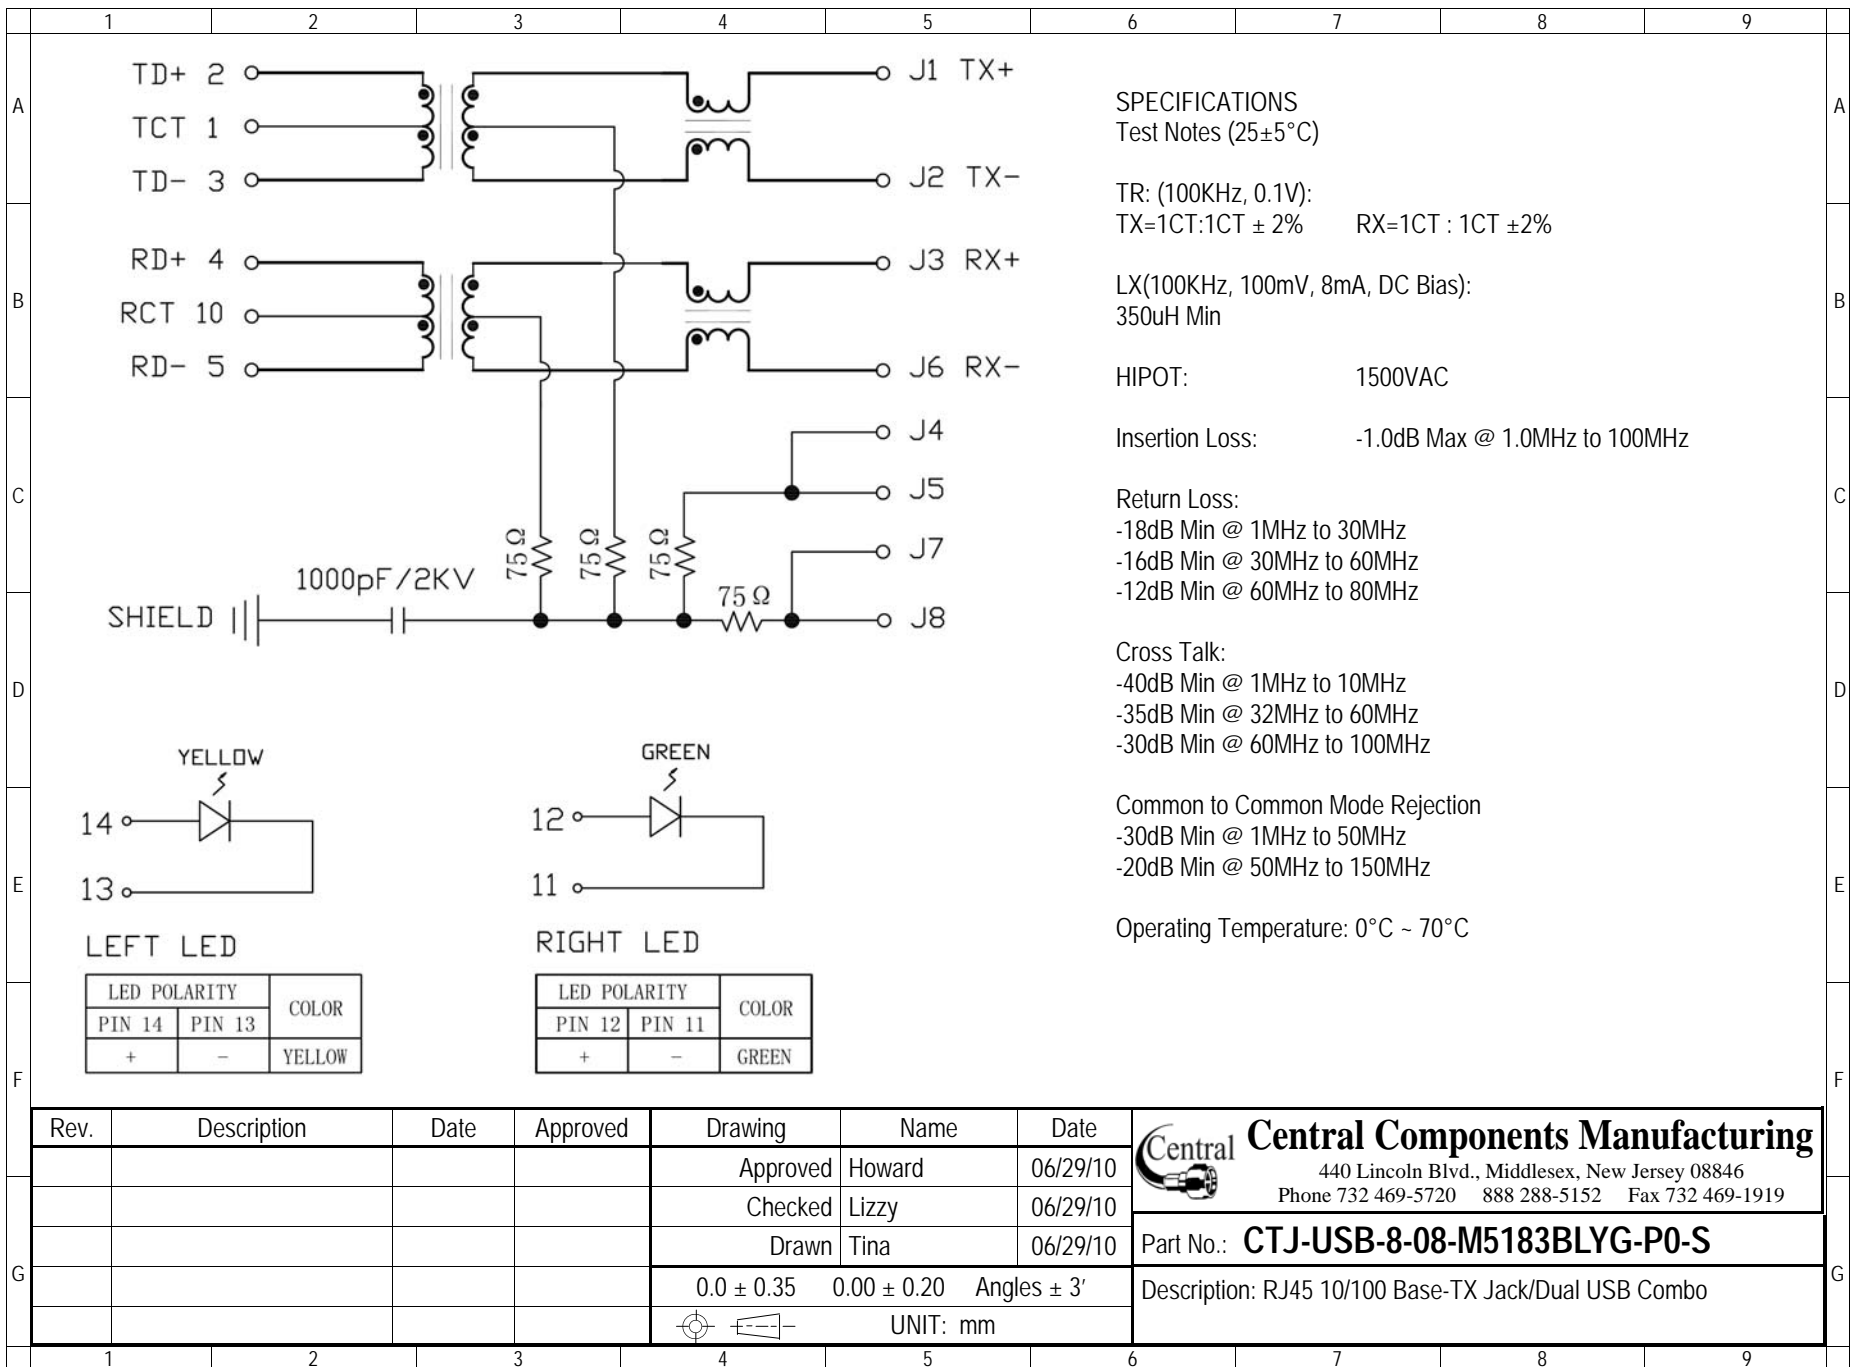 1 2 3 4 5 6 7 8 9
A
B
C
D
E
F
G
TD+ 2
TCT 1
TD- 3
J1 TX+
J2 TX-
RD+ 4
RCT 10
RD- 5
J3 RX+
J6 RX-
J4
J5
J7
J8
75Ω
75Ω
75Ω
75Ω
1000pF/2KV
SHIELD
YELLOW
14
13
LEFT LED
LED POLARITY COLOR
PIN 14 PIN 13
+ - YELLOW
GREEN
12
11
RIGHT LED
LED POLARITY COLOR
PIN 12 PIN 11
+ - GREEN
SPECIFICATIONS
Test Notes (25±5°C)
TR: (100KHz, 0.1V):
TX=1CT:1CT ± 2% RX=1CT : 1CT ±2%
LX(100KHz, 100mV, 8mA, DC Bias):
350uH Min
HIPOT: 1500VAC
Insertion Loss: -1.0dB Max @ 1.0MHz to 100MHz
Return Loss:
-18dB Min @ 1MHz to 30MHz
-16dB Min @ 30MHz to 60MHz
-12dB Min @ 60MHz to 80MHz
Cross Talk:
-40dB Min @ 1MHz to 10MHz
-35dB Min @ 32MHz to 60MHz
-30dB Min @ 60MHz to 100MHz
Common to Common Mode Rejection
-30dB Min @ 1MHz to 50MHz
-20dB Min @ 50MHz to 150MHz
Operating Temperature: 0°C ~ 70°C
A
B
C
D
E
F
G
Rev. Description Date Approved
Drawing Name Date
Approved Howard 06/29/10
Checked Lizzy 06/29/10
Drawn Tina 06/29/10
0.0 ± 0.35 0.00 ± 0.20 Angles ± 3′
UNIT: mm
Central
Central Components Manufacturing
440 Lincoln Blvd., Middlesex, New Jersey 08846
Phone 732 469-5720 888 288-5152 Fax 732 469-1919
Part No.: CTJ-USB-8-08-M5183BLYG-P0-S
Description: RJ45 10/100 Base-TX Jack/Dual USB Combo
1 2 3 4 5 6 7 8 9